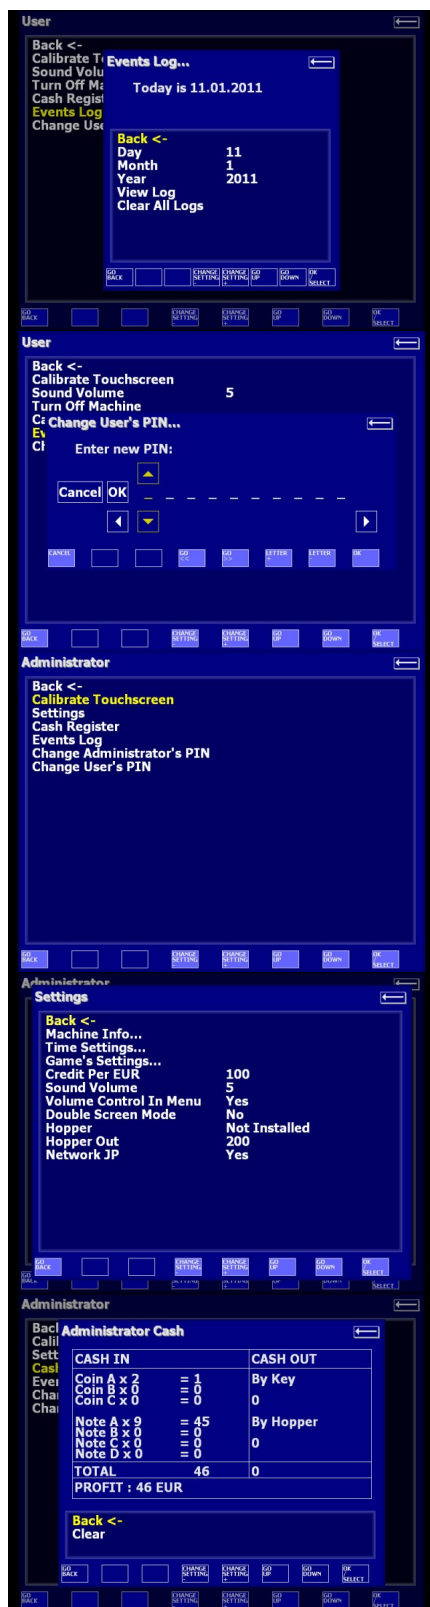 User
Back <-
Calibrate T
Sound Volu
Turn Off Ma
Cash Regist
Events Log
Change Use
Events Log...
Today is 11.01.2011
Back <-
Day 11
Month 1
Year 2011
View Log
Clear All Logs
GO BACK CHANGE SETTING - CHANGE SETTING + GO UP GO DOWN OK / SELECT
GO BACK CHANGE SETTING - CHANGE SETTING + GO UP GO DOWN OK / SELECT
User
Back <-
Calibrate Touchscreen
Sound Volume 5
Turn Off Machine
Ca
Ev
Ch
Change User's PIN...
Enter new PIN:
Cancel OK _ _ _ _ _ _ _ _ _ _
CANCEL GO << GO >> LETTER + LETTER - OK
GO BACK CHANGE SETTING - CHANGE SETTING + GO UP GO DOWN OK / SELECT
Administrator
Back <-
Calibrate Touchscreen
Settings
Cash Register
Events Log
Change Administrator's PIN
Change User's PIN
GO BACK CHANGE SETTING - CHANGE SETTING + GO UP GO DOWN OK / SELECT
Administrator
Settings
Back <-
Machine Info...
Time Settings...
Game's Settings...
Credit Per EUR 100
Sound Volume 5
Volume Control In Menu Yes
Double Screen Mode No
Hopper Not Installed
Hopper Out 200
Network JP Yes
GO BACK CHANGE SETTING - CHANGE SETTING + GO UP GO DOWN OK / SELECT
Administrator
Bacl
Cali
Sett
Cash
Ever
Char
Char
Administrator Cash
CASH IN CASH OUT
Coin A x 2 = 1 By Key
Coin B x 0 = 0
Coin C x 0 = 0 0
Note A x 9 = 45 By Hopper
Note B x 0 = 0
Note C x 0 = 0 0
Note D x 0 = 0
TOTAL 46 0
PROFIT : 46 EUR
Back <-
Clear
GO BACK CHANGE SETTING - CHANGE SETTING + GO UP GO DOWN OK / SELECT
GO BACK CHANGE SETTING - CHANGE SETTING + GO UP GO DOWN OK / SELECT